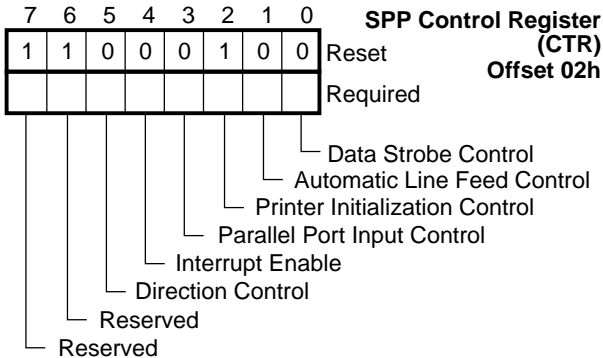 7 6 5 4 3 2 1 0
SPP Control Register
(CTR)
Offset 02h
1 1 0 0 0 1 0 0 Reset
Required
Data Strobe Control
Automatic Line Feed Control
Printer Initialization Control
Parallel Port Input Control
Interrupt Enable
Direction Control
Reserved
Reserved